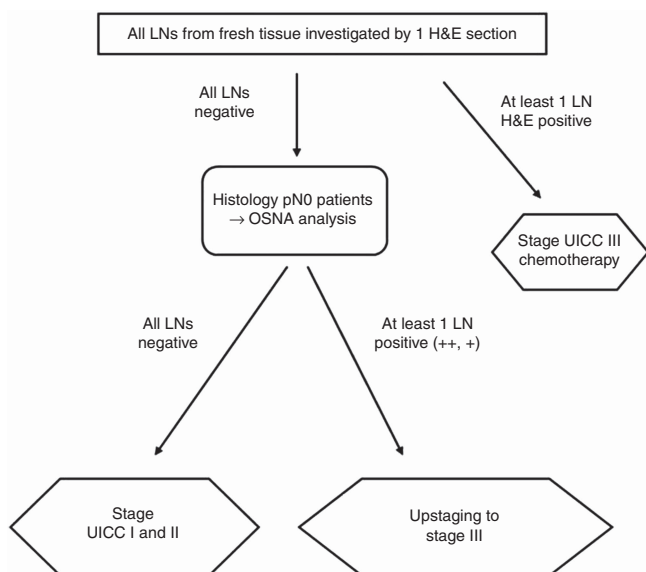 All LNs from fresh tissue investigated by 1 H&E section
All LNs
negative
At least 1 LN
H&E positive
Histology pN0 patients
→ OSNA analysis
Stage UICC III
chemotherapy
All LNs
negative
At least 1 LN
positive (++, +)
Stage
UICC I and II
Upstaging to
stage III